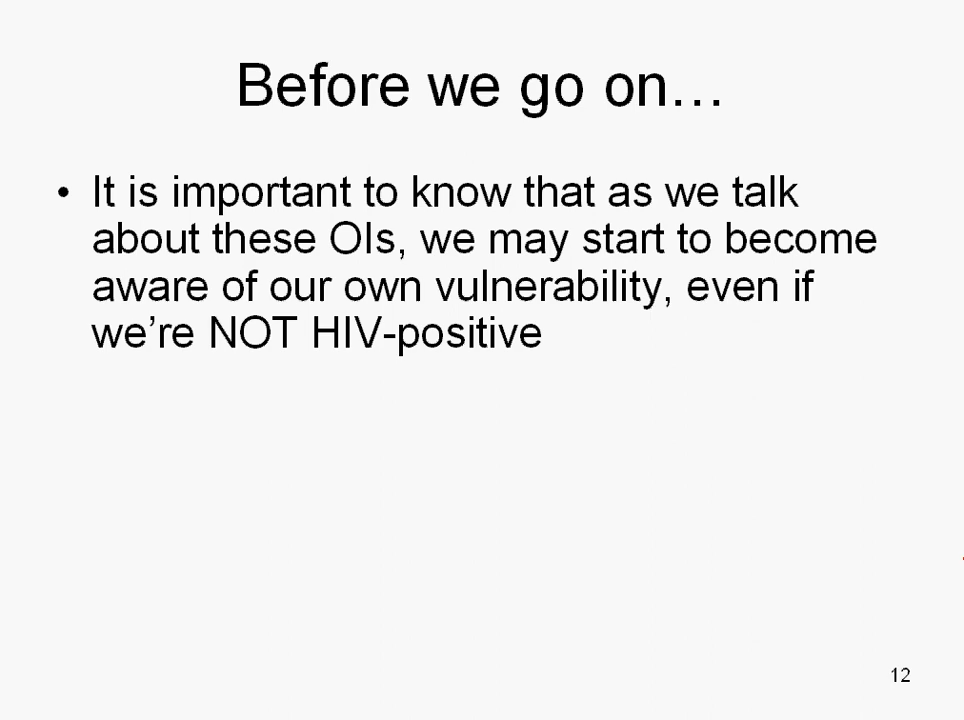 Before we go on…
• It is important to know that as we talk
about these OIs, we may start to become
aware of our own vulnerability, even if
we’re NOT HIV-positive
12